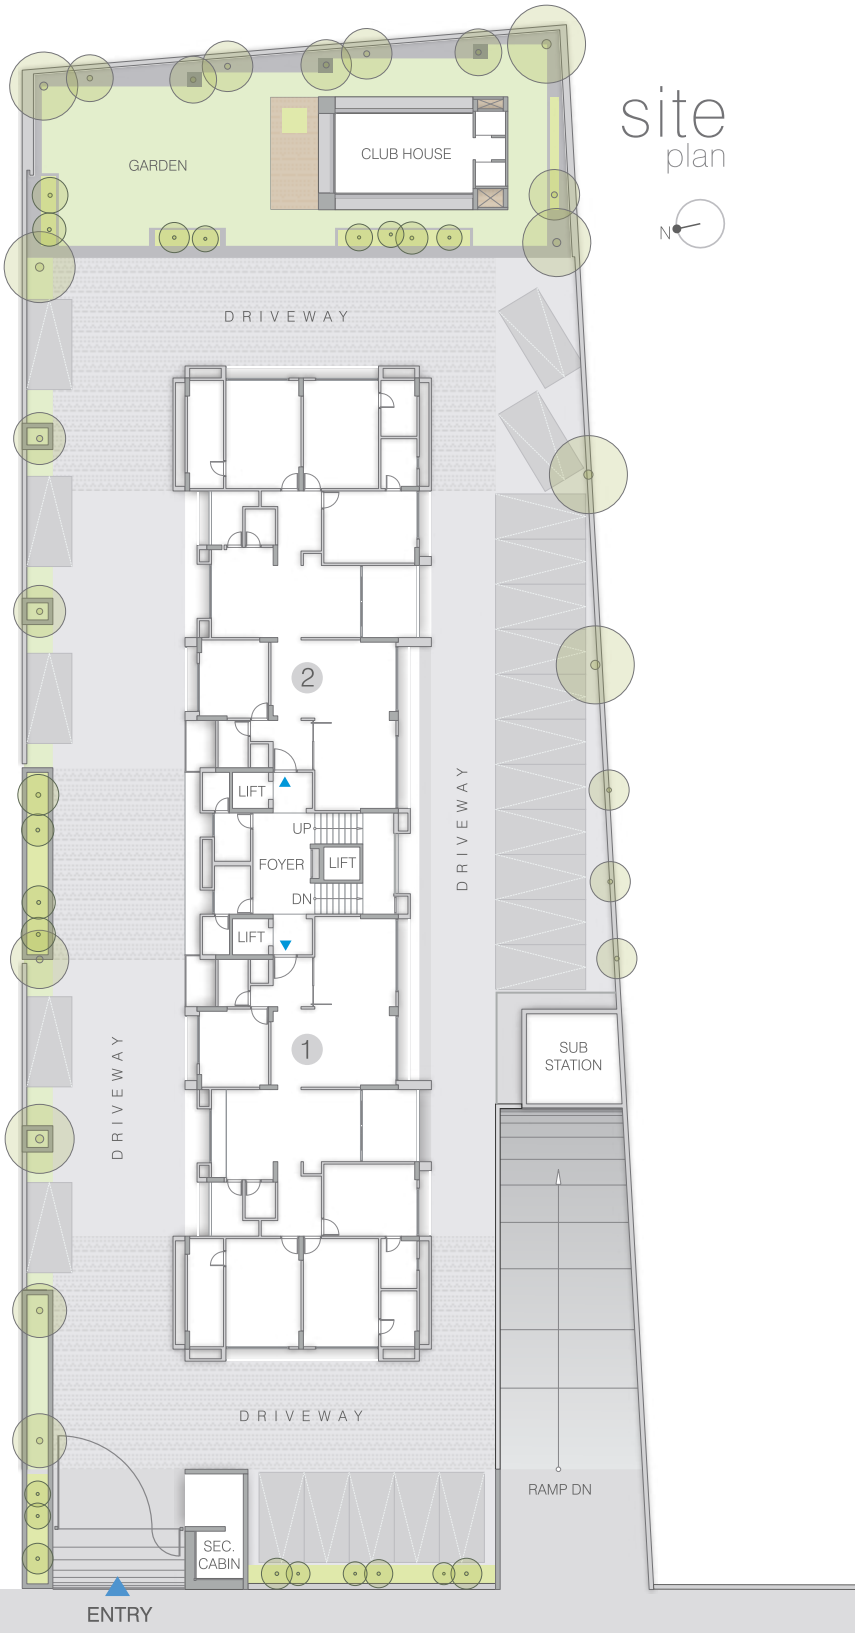 site
plan
N
GARDEN
CLUB HOUSE
DRIVEWAY
2
LIFT
UP
FOYER
LIFT
DN
LIFT
DRIVEWAY
1
SUB
STATION
DRIVEWAY
DRIVEWAY
RAMP DN
SEC.
CABIN
ENTRY